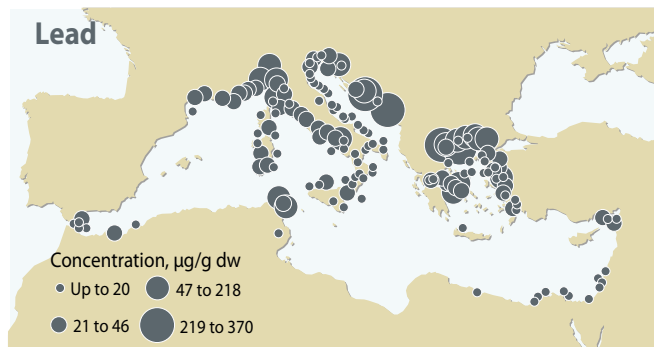 Lead
Concentration, µg/g dw
Up to 20
47 to 218
21 to 46
219 to 370